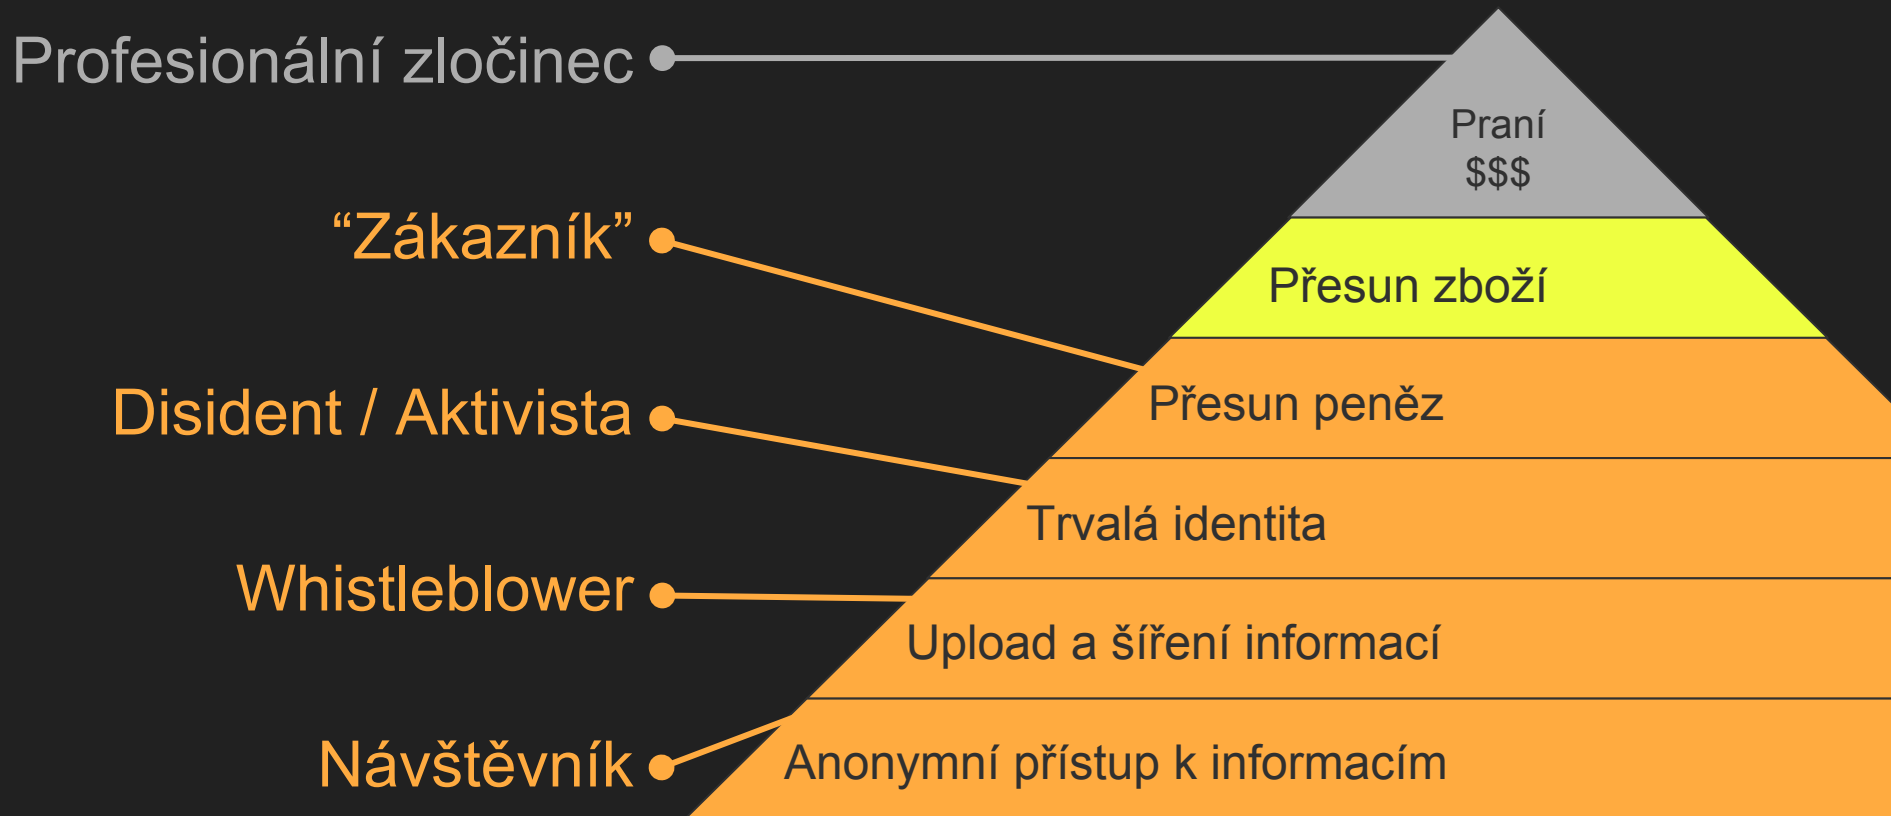 Profesionální zločinec
Praní
$$$
“Zákazník”
Přesun zboží
Přesun peněz
Disident / Aktivista
Trvalá identita
Whistleblower
Upload a šíření informací
Návštěvník
Anonymní přístup k informacím